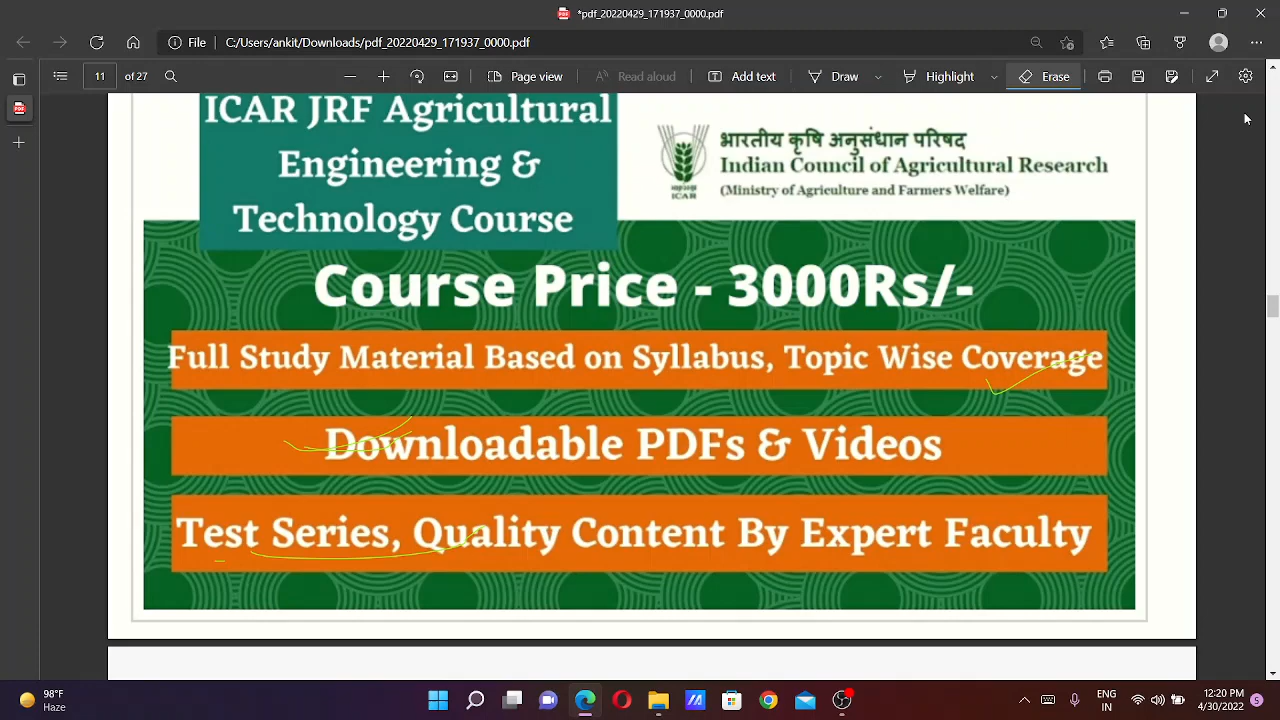 *pdf_20220429_171937_0000.pdf
File | C:/Users/ankit/Downloads/pdf_20220429_171937_0000.pdf
11 of 27
Page view
Read aloud
Add text
Draw
Highlight
Erase
ICAR JRF Agricultural
Engineering &
Technology Course
भारतीय कृषि अनुसंधान परिषद
Indian Council of Agricultural Research
(Ministry of Agriculture and Farmers Welfare)
ICAR
Course Price - 3000Rs/-
Full Study Material Based on Syllabus, Topic Wise Coverage
Downloadable PDFs & Videos
Test Series, Quality Content By Expert Faculty
98°F
Haze
ENG
IN
12:20 PM
4/30/2022